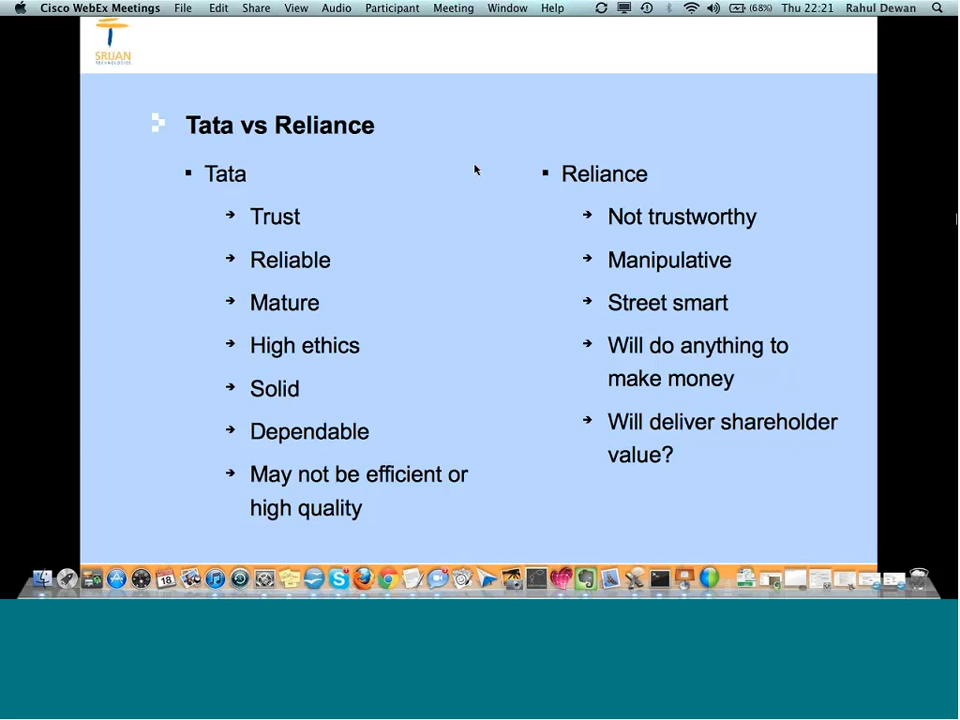 Cisco WebEx Meetings File Edit Share View Audio Participant Meeting Window Help (68%) Thu 22:21 Rahul Dewan
SRIJAN
TECHNOLOGIES
Tata vs Reliance
Tata
Trust
Reliable
Mature
High ethics
Solid
Dependable
May not be efficient or
high quality
Reliance
Not trustworthy
Manipulative
Street smart
Will do anything to
make money
Will deliver shareholder
value?
18